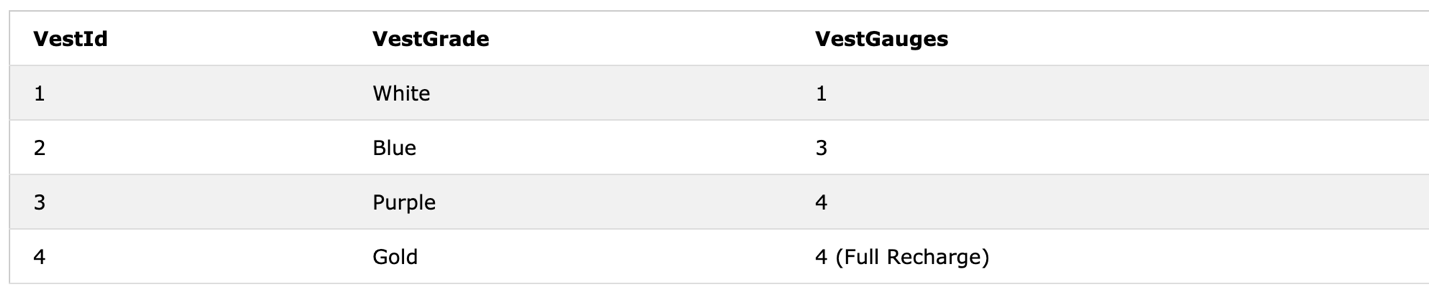 VestId VestGrade VestGauges
1 White 1
2 Blue 3
3 Purple 4
4 Gold 4 (Full Recharge)